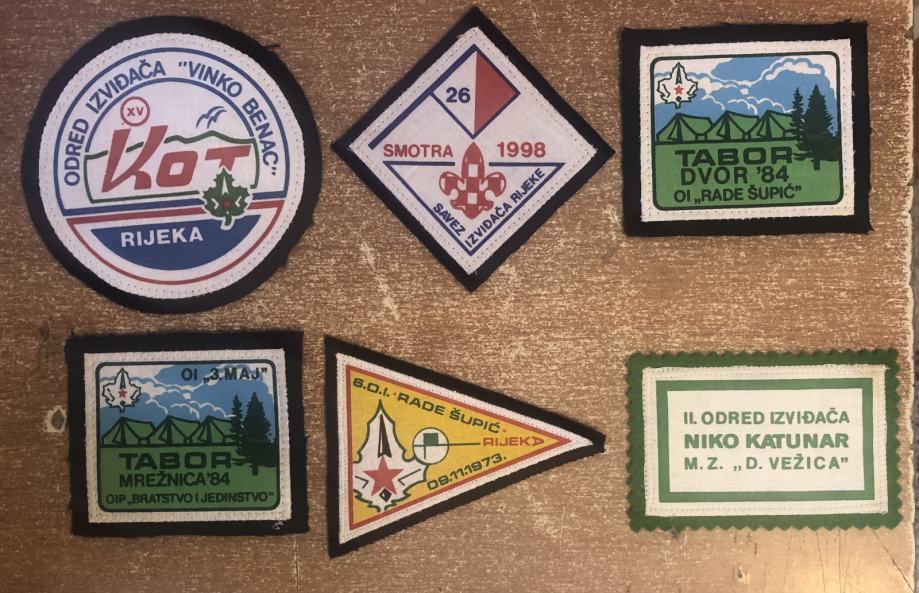 ODRED IZVIĐAČA "VINKO BENAC"
XV
KOT
RIJEKA
26
SMOTRA 1998
SAVEZ
IZVIĐAČA RIJEKE
TABOR
DVOR '84
OI „RADE ŠUPIĆ"
OI „3.MAJ"
TABOR
MREŽNICA'84
OIP„BRATSTVO I JEDINSTVO"
6.O.I.·RADE ŠUPIĆ·
RIJEKA
09.11.1973.
II. ODRED IZVIĐAČA
NIKO KATUNAR
M. Z. „D. VEŽICA"